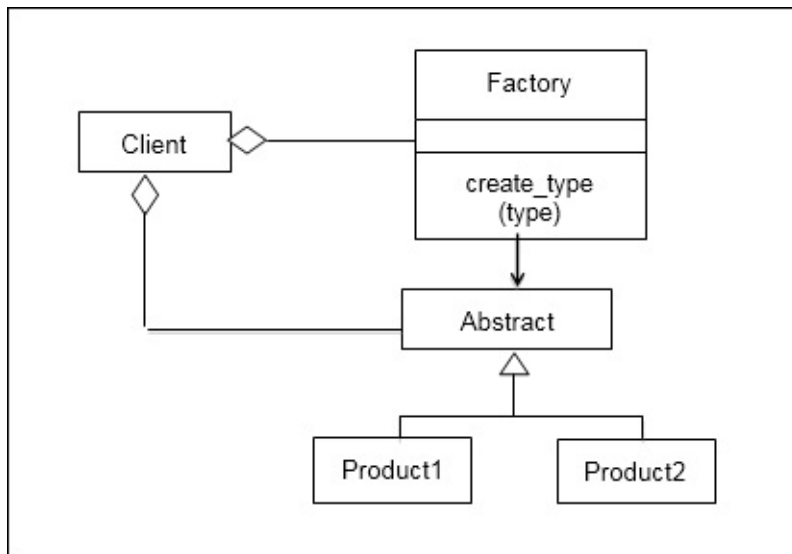 Factory
Client
create_type
(type)
Abstract
Product1
Product2